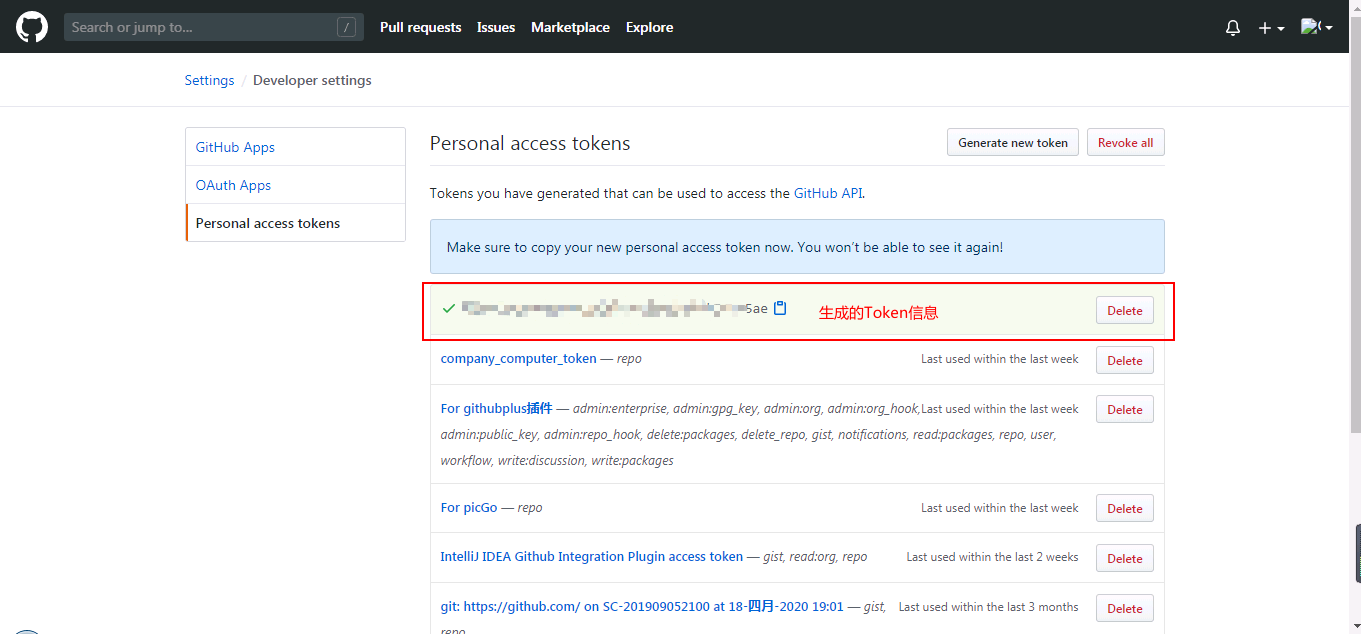 Search or jump to... / Pull requests Issues Marketplace Explore
Settings / Developer settings
GitHub Apps
OAuth Apps
Personal access tokens
Personal access tokens Generate new token Revoke all
Tokens you have generated that can be used to access the GitHub API.
Make sure to copy your new personal access token now. You won't be able to see it again!
5ae 生成的Token信息 Delete
company_computer_token — repo Last used within the last week Delete
For githubplus插件 — admin:enterprise, admin:gpg_key, admin:org, admin:org_hook, Last used within the last week Delete
admin:public_key, admin:repo_hook, delete:packages, delete_repo, gist, notifications, read:packages, repo, user,
workflow, write:discussion, write:packages
For picGo — repo Last used within the last week Delete
IntelliJ IDEA Github Integration Plugin access token — gist, read:org, repo Last used within the last 2 weeks Delete
git: https://github.com/ on SC-201909052100 at 18-四月-2020 19:01 — gist, Last used within the last 3 months Delete
repo